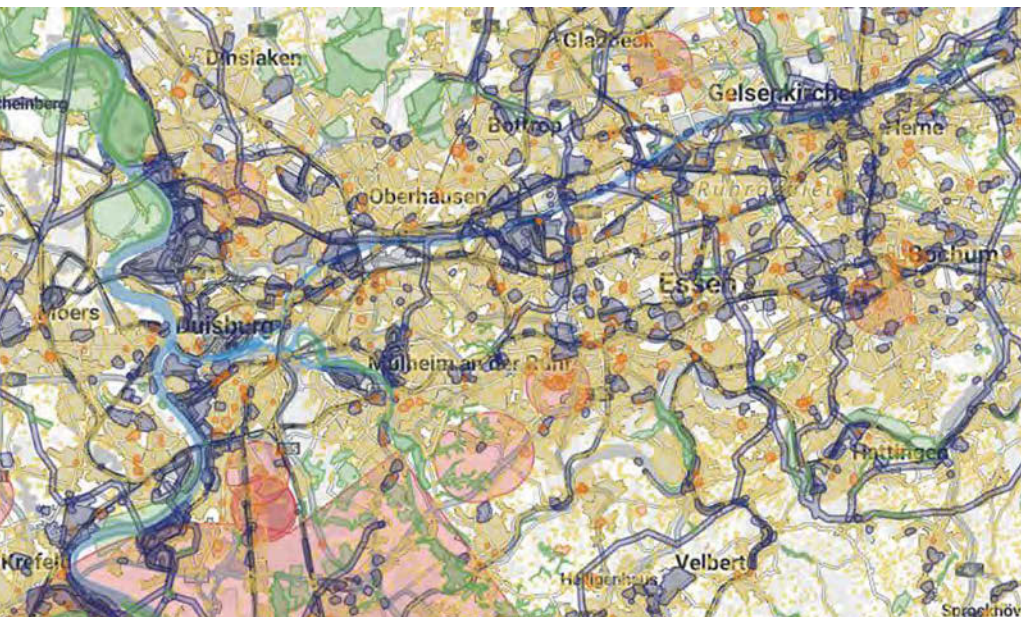 Gladbeck
Dinslaken
Gelsenkirchen
Bottrop
Herne
Oberhausen
Ruhrgebiet
Bochum
Essen
Moers
Duisburg
Mülheim an der Ruhr
Hattingen
Krefeld
Velbert
Heiligenhaus
Sprockhöv